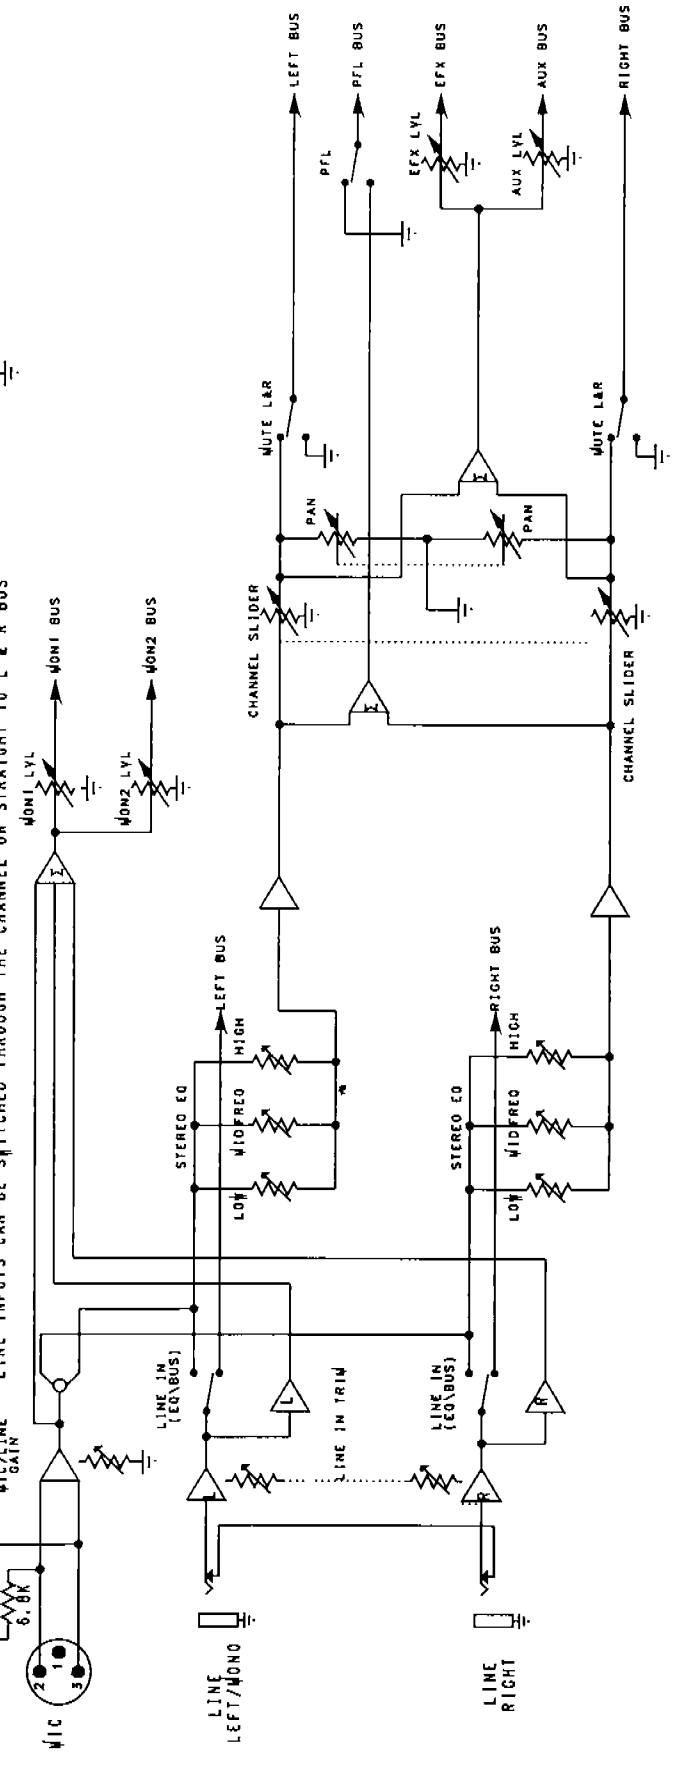 LINE INPUTS CAN BE SWITCHED THROUGH THE CHANNEL OR STRAIGHT TO L & R BUS
MIC/LINE
GAIN
6.8K
MIC
2
1
3
MON1 LVL
MON1 BUS
MON2 LVL
MON2 BUS
Σ
LINE
LEFT/MONO
L
L
LINE IN
(EQ\BUS)
LINE IN TRIM
STEREO EQ
LOW
MIDFREQ
HIGH
LEFT BUS
CHANNEL SLIDER
PAN
MUTE L&R
LEFT BUS
PFL
PFL BUS
Σ
EFX LVL
EFX BUS
Σ
AUX LVL
AUX BUS
PAN
LINE
RIGHT
R
R
LINE IN
(EQ\BUS)
STEREO EQ
LOW
MIDFREQ
HIGH
RIGHT BUS
CHANNEL SLIDER
MUTE L&R
RIGHT BUS